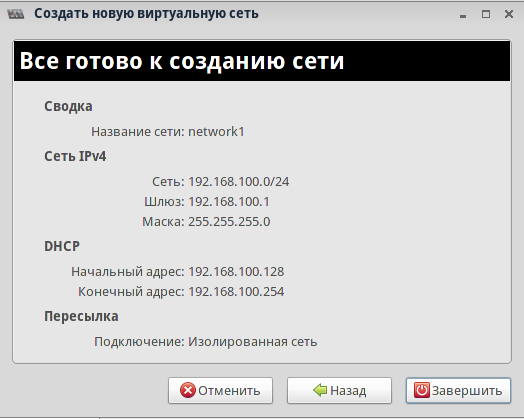 Создать новую виртуальную сеть
Все готово к созданию сети
Сводка
Название сети: network1
Сеть IPv4
Сеть: 192.168.100.0/24
Шлюз: 192.168.100.1
Маска: 255.255.255.0
DHCP
Начальный адрес: 192.168.100.128
Конечный адрес: 192.168.100.254
Пересылка
Подключение: Изолированная сеть
Отменить Назад Завершить